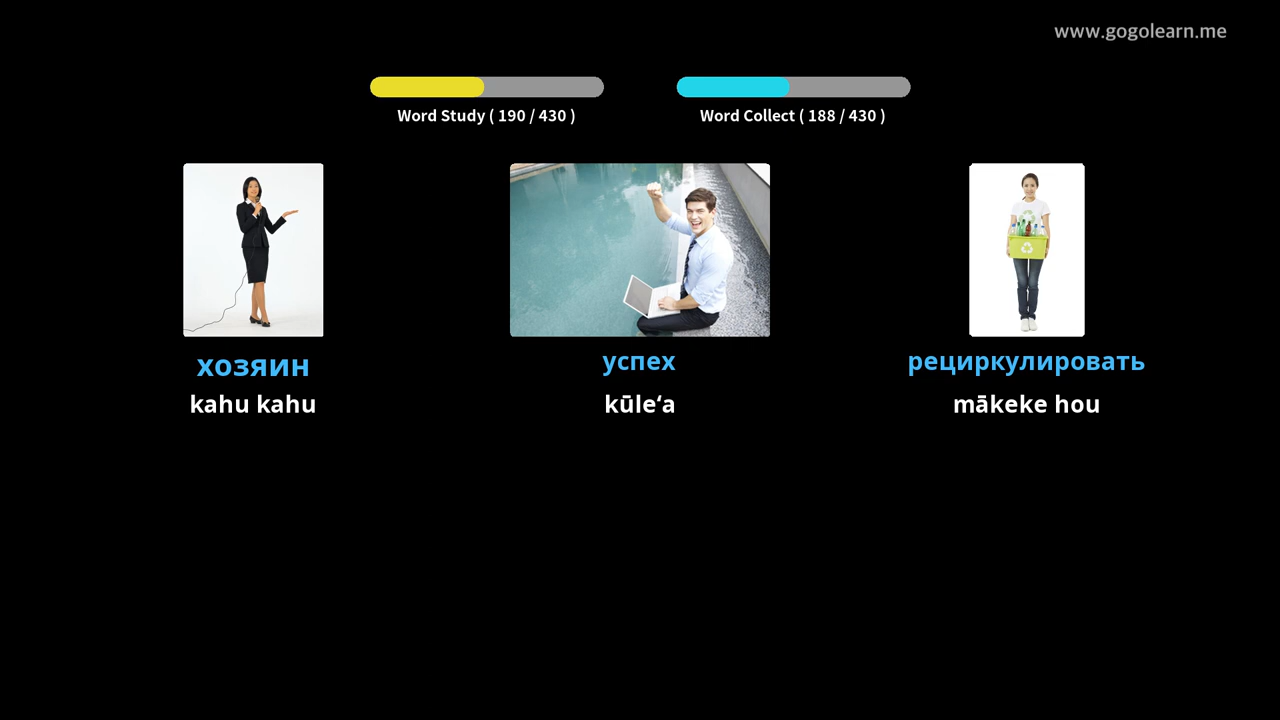 www.gogolearn.me
Word Study ( 190 / 430 )
Word Collect ( 188 / 430 )
хозяин
kahu kahu
успех
kūleʻa
рециркулировать
mākeke hou